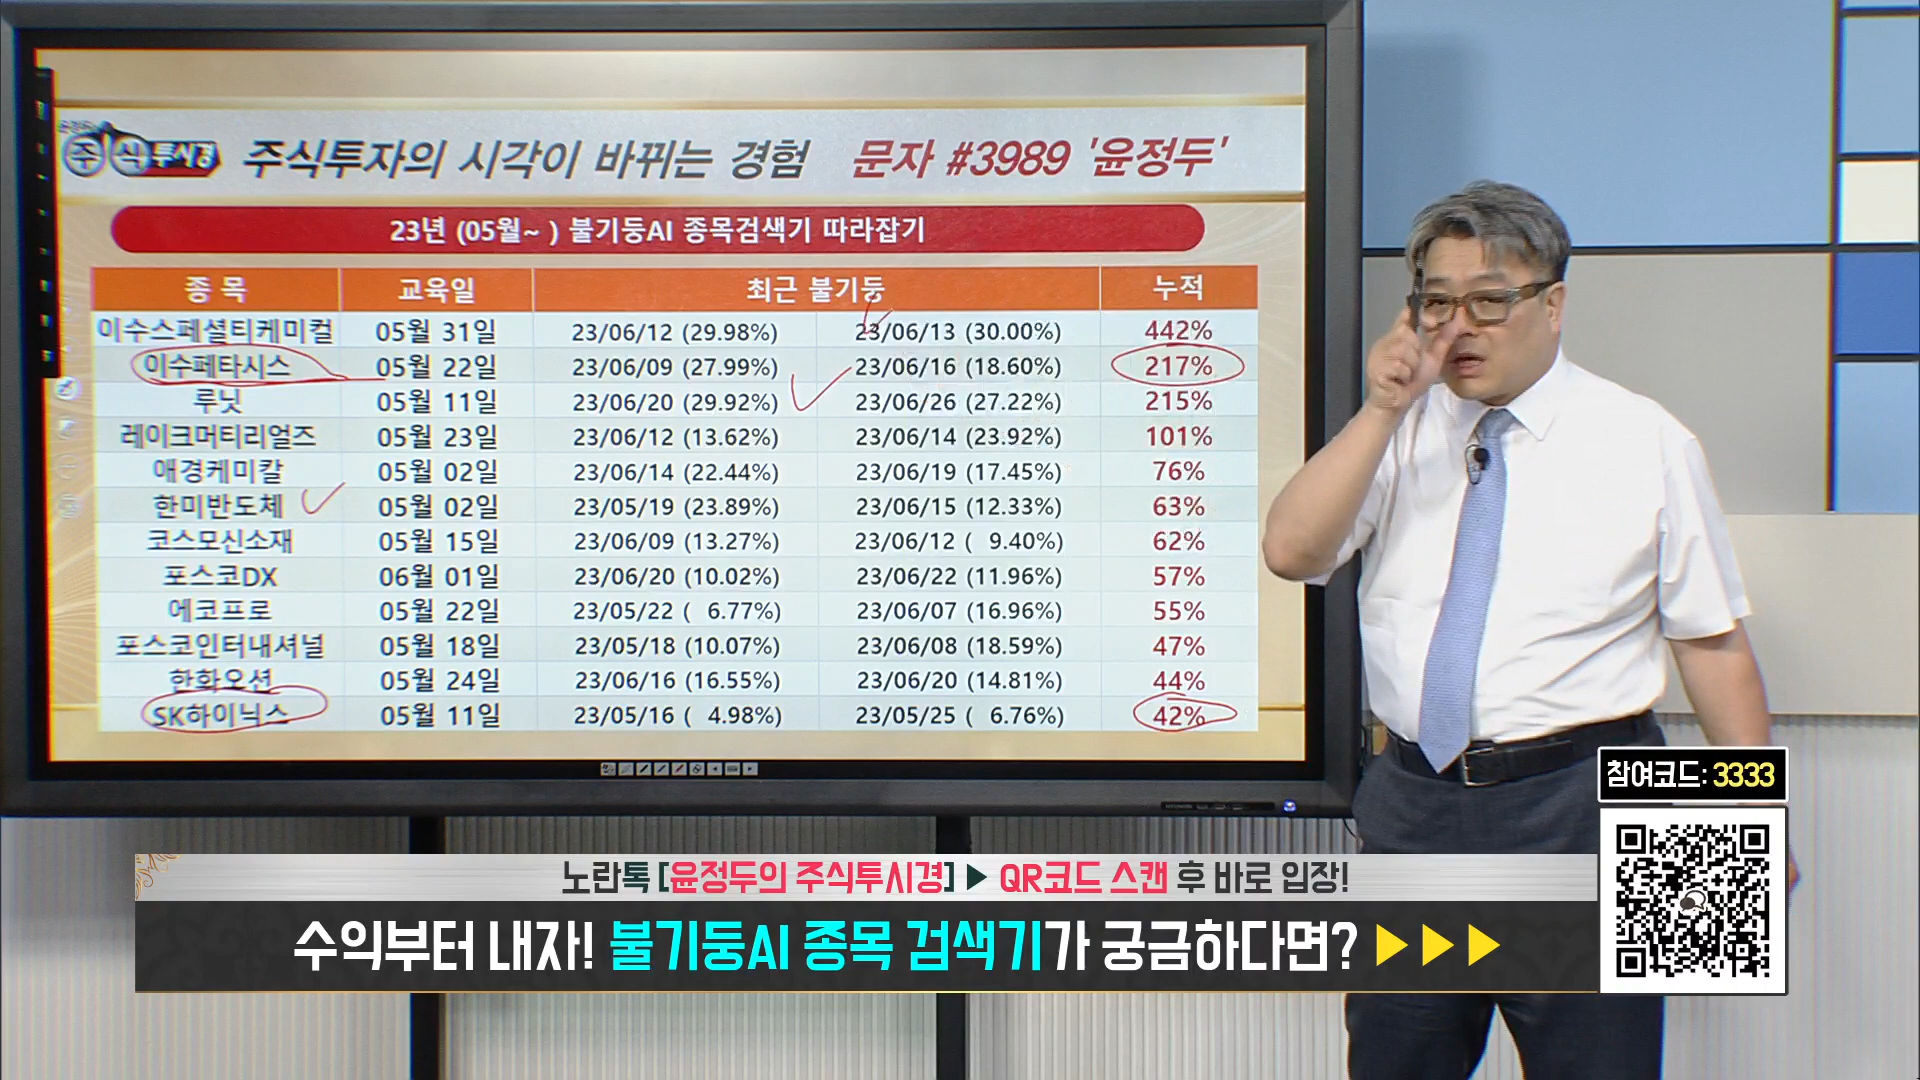 주식투시경 주식투자의 시각이 바뀌는 경험 문자 #3989 '윤정두'
23년 (05월~ ) 불기둥AI 종목검색기 따라잡기
종 목 교육일 최근 불기둥 누적
이수스페셜티케미컬 05월 31일 23/06/12 (29.98%) 23/06/13 (30.00%) 442%
이수페타시스 05월 22일 23/06/09 (27.99%) 23/06/16 (18.60%) 217%
루닛 05월 11일 23/06/20 (29.92%) 23/06/26 (27.22%) 215%
레이크머티리얼즈 05월 23일 23/06/12 (13.62%) 23/06/14 (23.92%) 101%
애경케미칼 05월 02일 23/06/14 (22.44%) 23/06/19 (17.45%) 76%
한미반도체 05월 02일 23/05/19 (23.89%) 23/06/15 (12.33%) 63%
코스모신소재 05월 15일 23/06/09 (13.27%) 23/06/12 ( 9.40%) 62%
포스코DX 06월 01일 23/06/20 (10.02%) 23/06/22 (11.96%) 57%
에코프로 05월 22일 23/05/22 ( 6.77%) 23/06/07 (16.96%) 55%
포스코인터내셔널 05월 18일 23/05/18 (10.07%) 23/06/08 (18.59%) 47%
한화오션 05월 24일 23/06/16 (16.55%) 23/06/20 (14.81%) 44%
SK하이닉스 05월 11일 23/05/16 ( 4.98%) 23/05/25 ( 6.76%) 42%
참여코드: 3333
노란톡 [윤정두의 주식투시경] ▶ QR코드 스캔 후 바로 입장!
수익부터 내자! 불기둥AI 종목 검색기가 궁금하다면? ▶▶▶